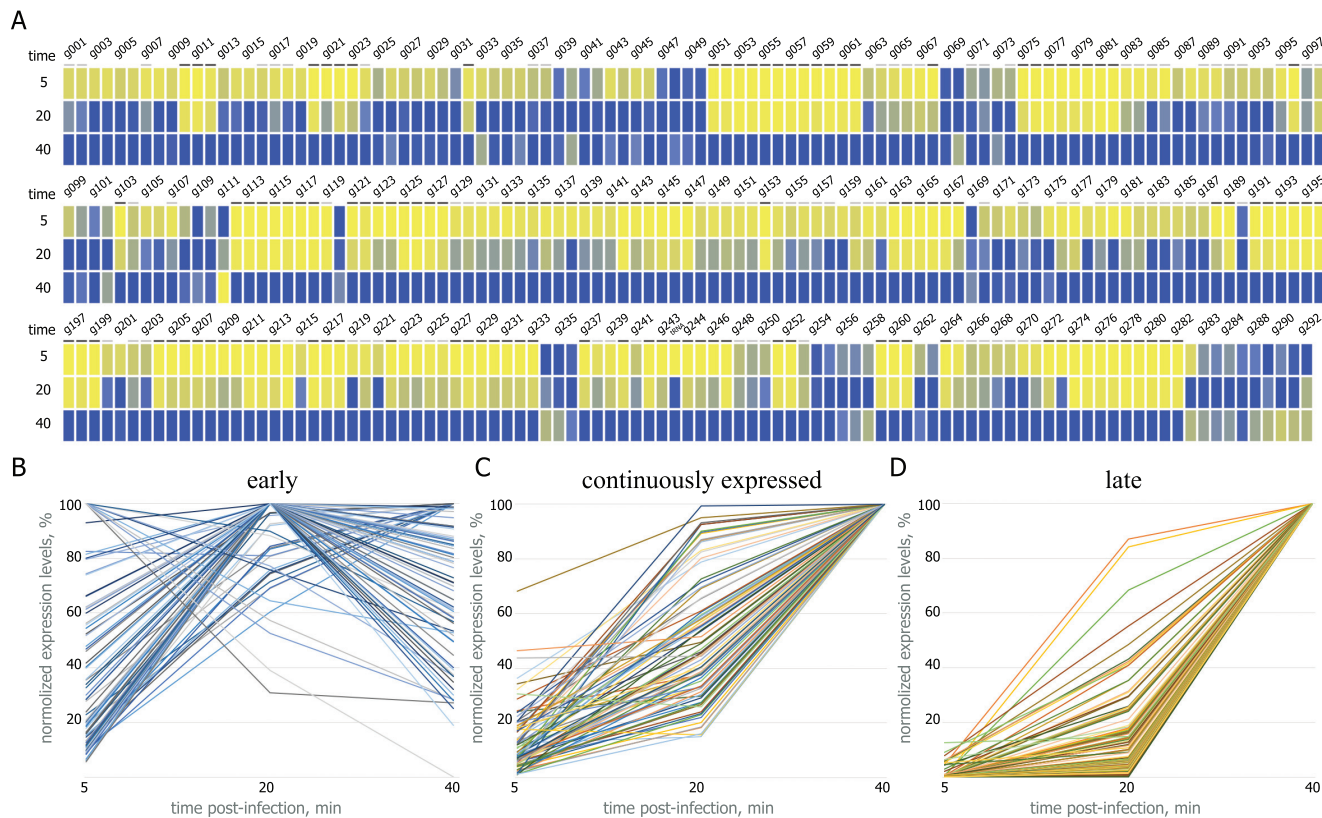 A
time g001 g003 g005 g007 g009 g011 g013 g015 g017 g019 g021 g023 g025 g027 g029 g031 g033 g035 g037 g039 g041 g043 g045 g047 g049 g051 g053 g055 g057 g059 g061 g063 g065 g067 g069 g071 g073 g075 g077 g079 g081 g083 g085 g087 g089 g091 g093 g095 g097
5
20
40
time g099 g101 g103 g105 g107 g109 g111 g113 g115 g117 g119 g121 g123 g125 g127 g129 g131 g133 g135 g137 g139 g141 g143 g145 g147 g149 g151 g153 g155 g157 g159 g161 g163 g165 g167 g169 g171 g173 g175 g177 g179 g181 g183 g185 g187 g189 g191 g193 g195
5
20
40
time g197 g199 g201 g203 g205 g207 g209 g211 g213 g215 g217 g219 g221 g223 g225 g227 g229 g231 g233 g235 g237 g239 g241 g243 tRNA g244 g246 g248 g250 g252 g254 g256 g258 g260 g262 g264 g266 g268 g270 g272 g274 g276 g278 g280 g282 g283 g284 g288 g290 g292
5
20
40
B
early
normolized expression levels, %
100
80
60
40
20
5 20 40
time post-infection, min
C
continuously expressed
normolized expression levels, %
100
80
60
40
20
5 20 40
time post-infection, min
D
late
normolized expression levels, %
100
80
60
40
20
5 20 40
time post-infection, min